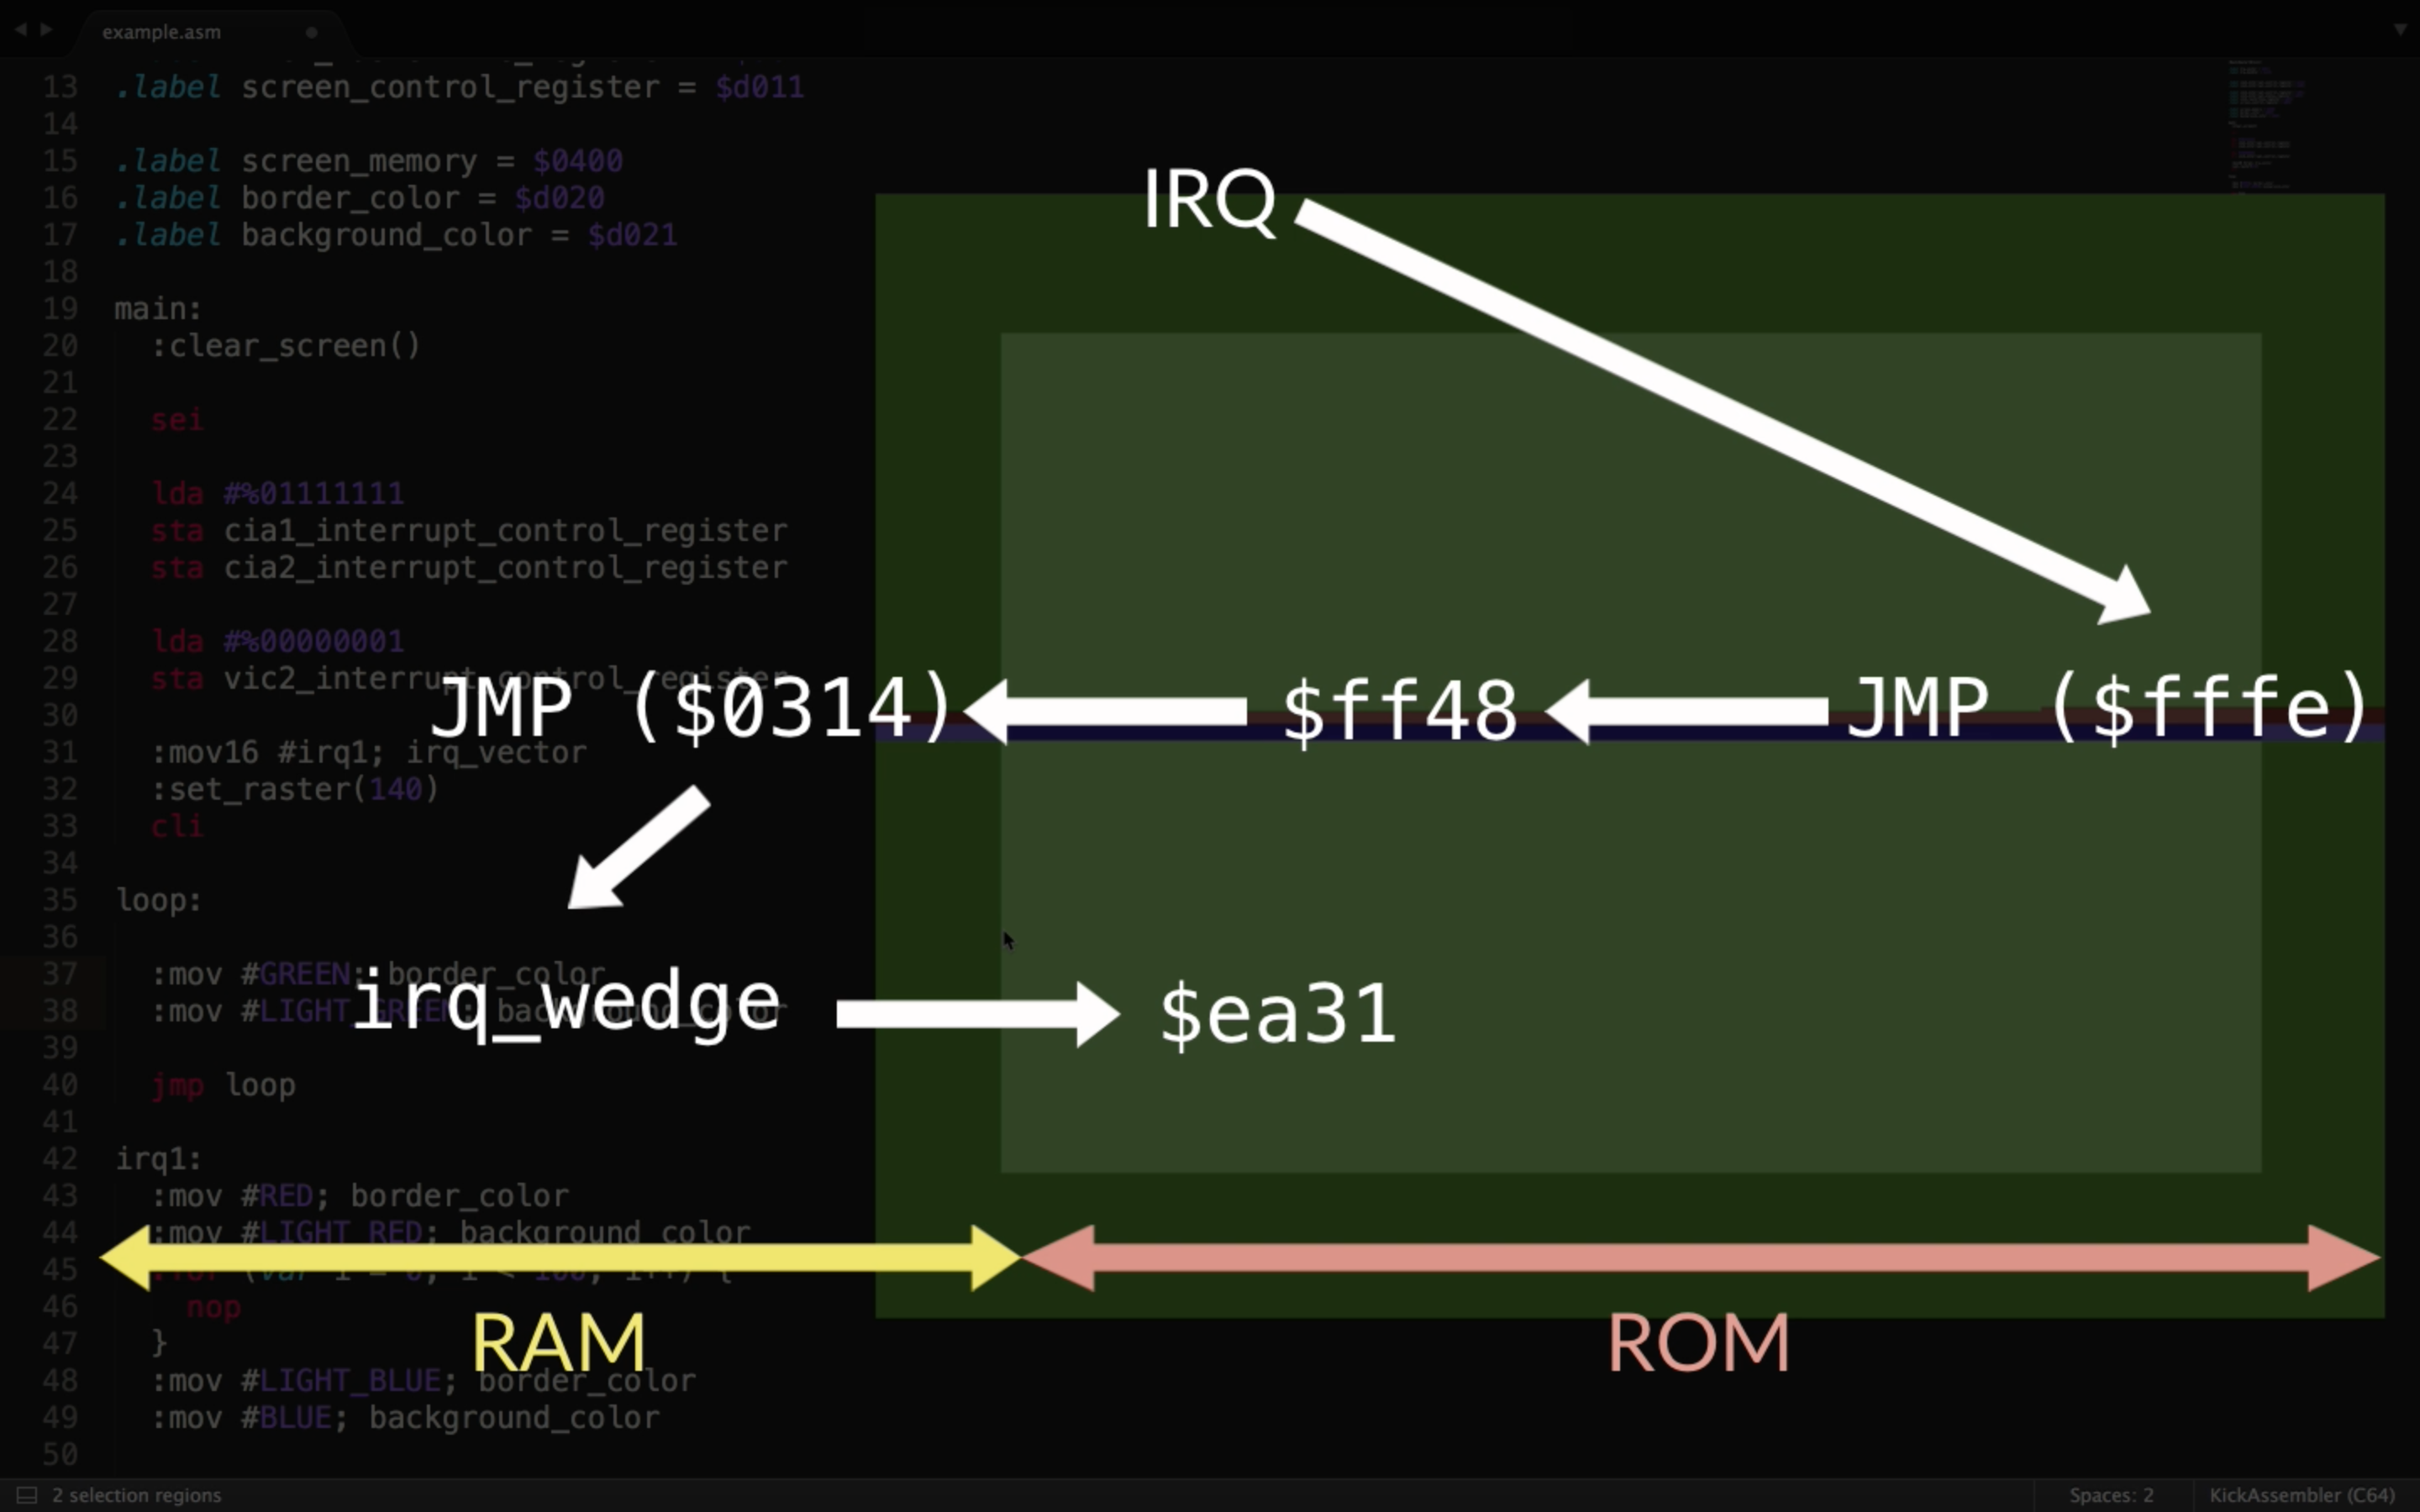 example.asm
13 .label screen_control_register = $d011
14
15 .label screen_memory = $0400
16 .label border_color = $d020
17 .label background_color = $d021
18
19 main:
20 :clear_screen()
21
22 sei
23
24 lda #%01111111
25 sta cia1_interrupt_control_register
26 sta cia2_interrupt_control_register
27
28 lda #%00000001
29 sta vic2_interrupt_control_register
30
31 :mov16 #irq1; irq_vector
32 :set_raster(140)
33 cli
34
35 loop:
36
37 :mov #GREEN; border_color
38 :mov #LIGHT_GREEN; background_color
39
40 jmp loop
41
42 irq1:
43 :mov #RED; border_color
44 :mov #LIGHT_RED; background_color
45
46 nop
47 }
48 :mov #LIGHT_BLUE; border_color
49 :mov #BLUE; background_color
50
IRQ
JMP ($0314) $ff48 JMP ($fffe)
irq_wedge $ea31
RAM ROM
2 selection regions Spaces: 2 KickAssembler (C64)